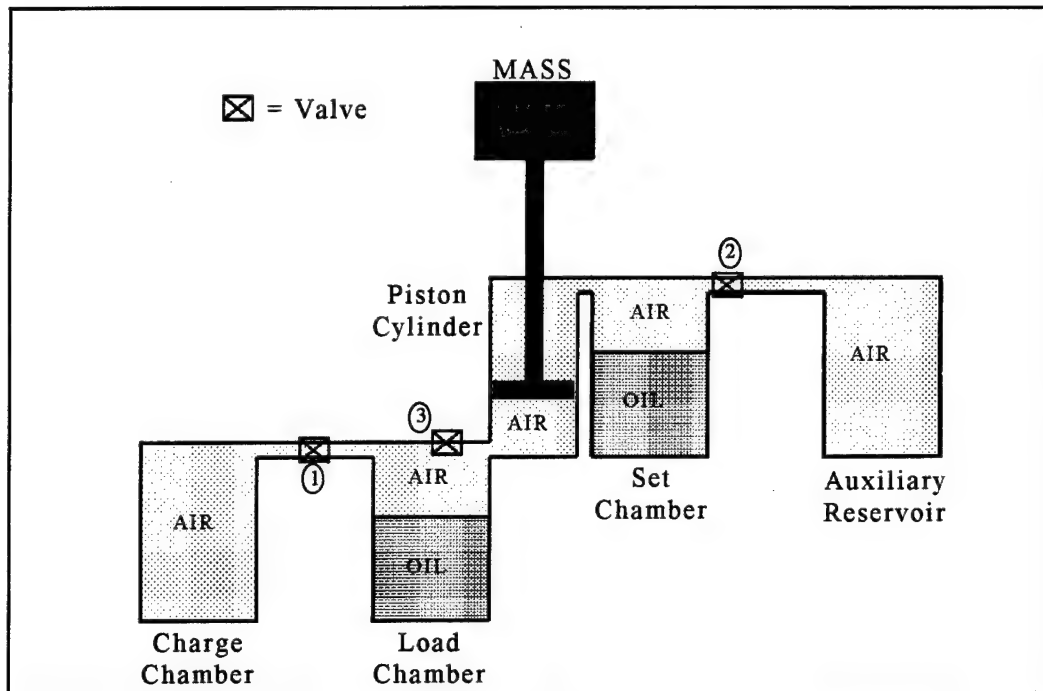 MASS
= Valve
②
Piston
Cylinder
AIR
AIR
OIL
③
AIR
①
AIR
AIR
OIL
Set
Chamber
Auxiliary
Reservoir
Charge
Chamber
Load
Chamber